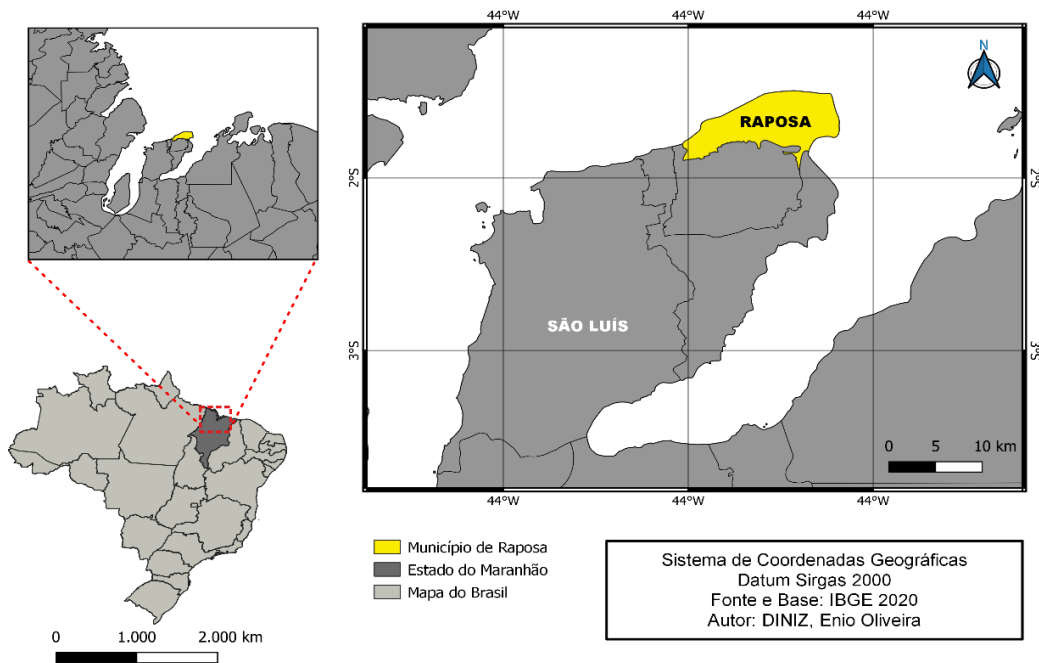 44°W 44°W 44°W
N
RAPOSA
2°S 2°S
SÃO LUÍS
3°S 3°S
0 5 10 km
44°W 44°W 44°W
Município de Raposa
Estado do Maranhão
Mapa do Brasil
0 1.000 2.000 km
Sistema de Coordenadas Geográficas
Datum Sirgas 2000
Fonte e Base: IBGE 2020
Autor: DINIZ, Enio Oliveira